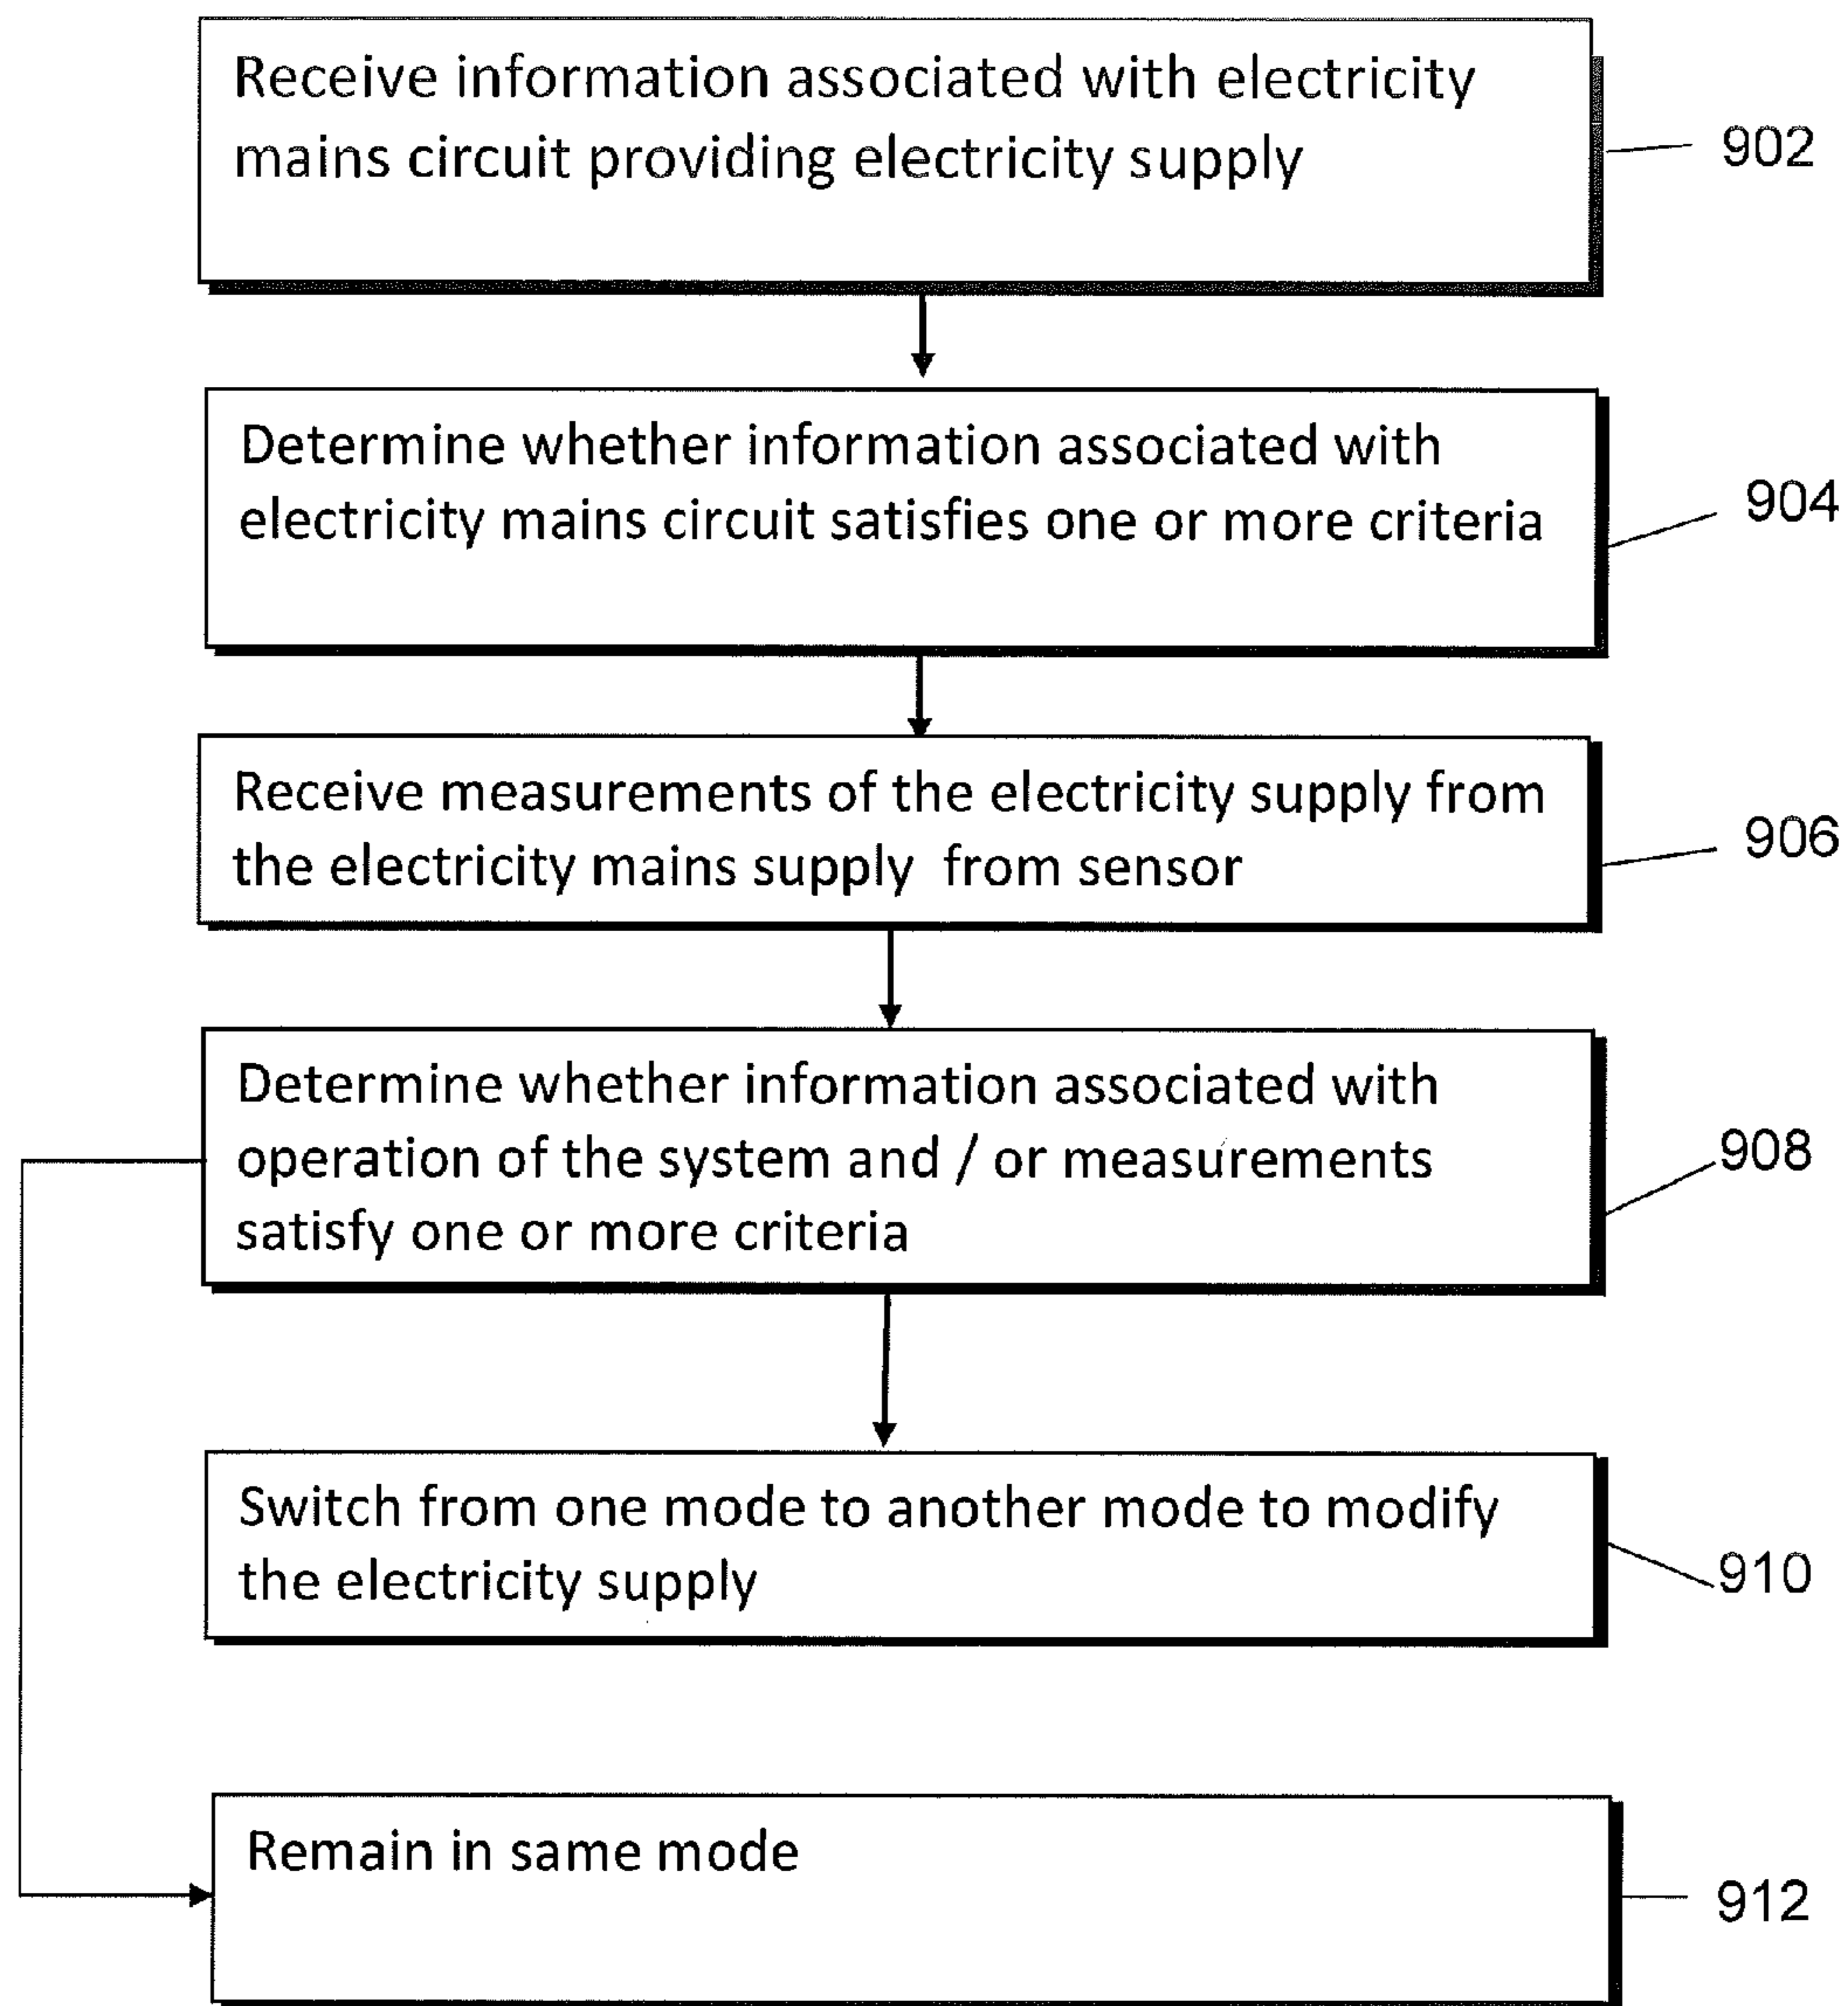 Receive information associated with electricity
mains circuit providing electricity supply
902
Determine whether information associated with
electricity mains circuit satisfies one or more criteria
904
Receive measurements of the electricity supply from
the electricity mains supply from sensor
906
Determine whether information associated with
operation of the system and / or measurements
satisfy one or more criteria
908
Switch from one mode to another mode to modify
the electricity supply
910
Remain in same mode
912